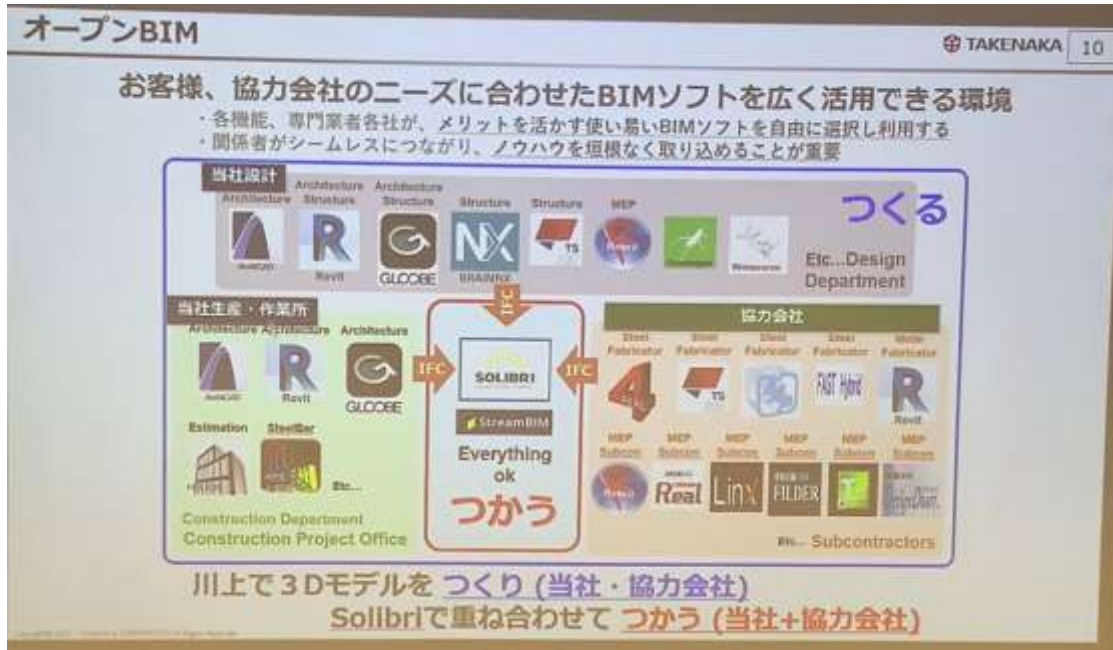 オープンBIM
TAKENAKA 10
お客様、協力会社のニーズに合わせたBIMソフトを広く活用できる環境
・各機能、専門業者各社が、メリットを活かす使い易いBIMソフトを自由に選択し利用する
・関係者がシームレスにつながり、ノウハウを垣根なく取り込めることが重要
当社設計
つくる
Architecture Architecture Structure Architecture Structure Structure Structure MEP
ArchiCAD Revit GLOOBE NX BRAINNX TS Rebro
Etc...Design
Department
IFC
当社生産・作業所
Architecture Architecture Architecture
ArchiCAD Revit GLOOBE
Estimation SteelBar
Etc...
Construction Department
Construction Project Office
IFC
SOLIBRI
StreamBIM
Everything
ok
つかう
IFC
協力会社
Steel Fabricator Steel Fabricator Steel Fabricator Steel Fabricator
4 TS FAST Hybrid Revit
MEP Subcon MEP Subcon MEP Subcon MEP Subcon MEP Subcon MEP Subcon
Rebro Real Linx FILDER
Etc... Subcontractors
川上で3Dモデルを つくり (当社・協力会社)
Solibriで重ね合わせて つかう (当社+協力会社)